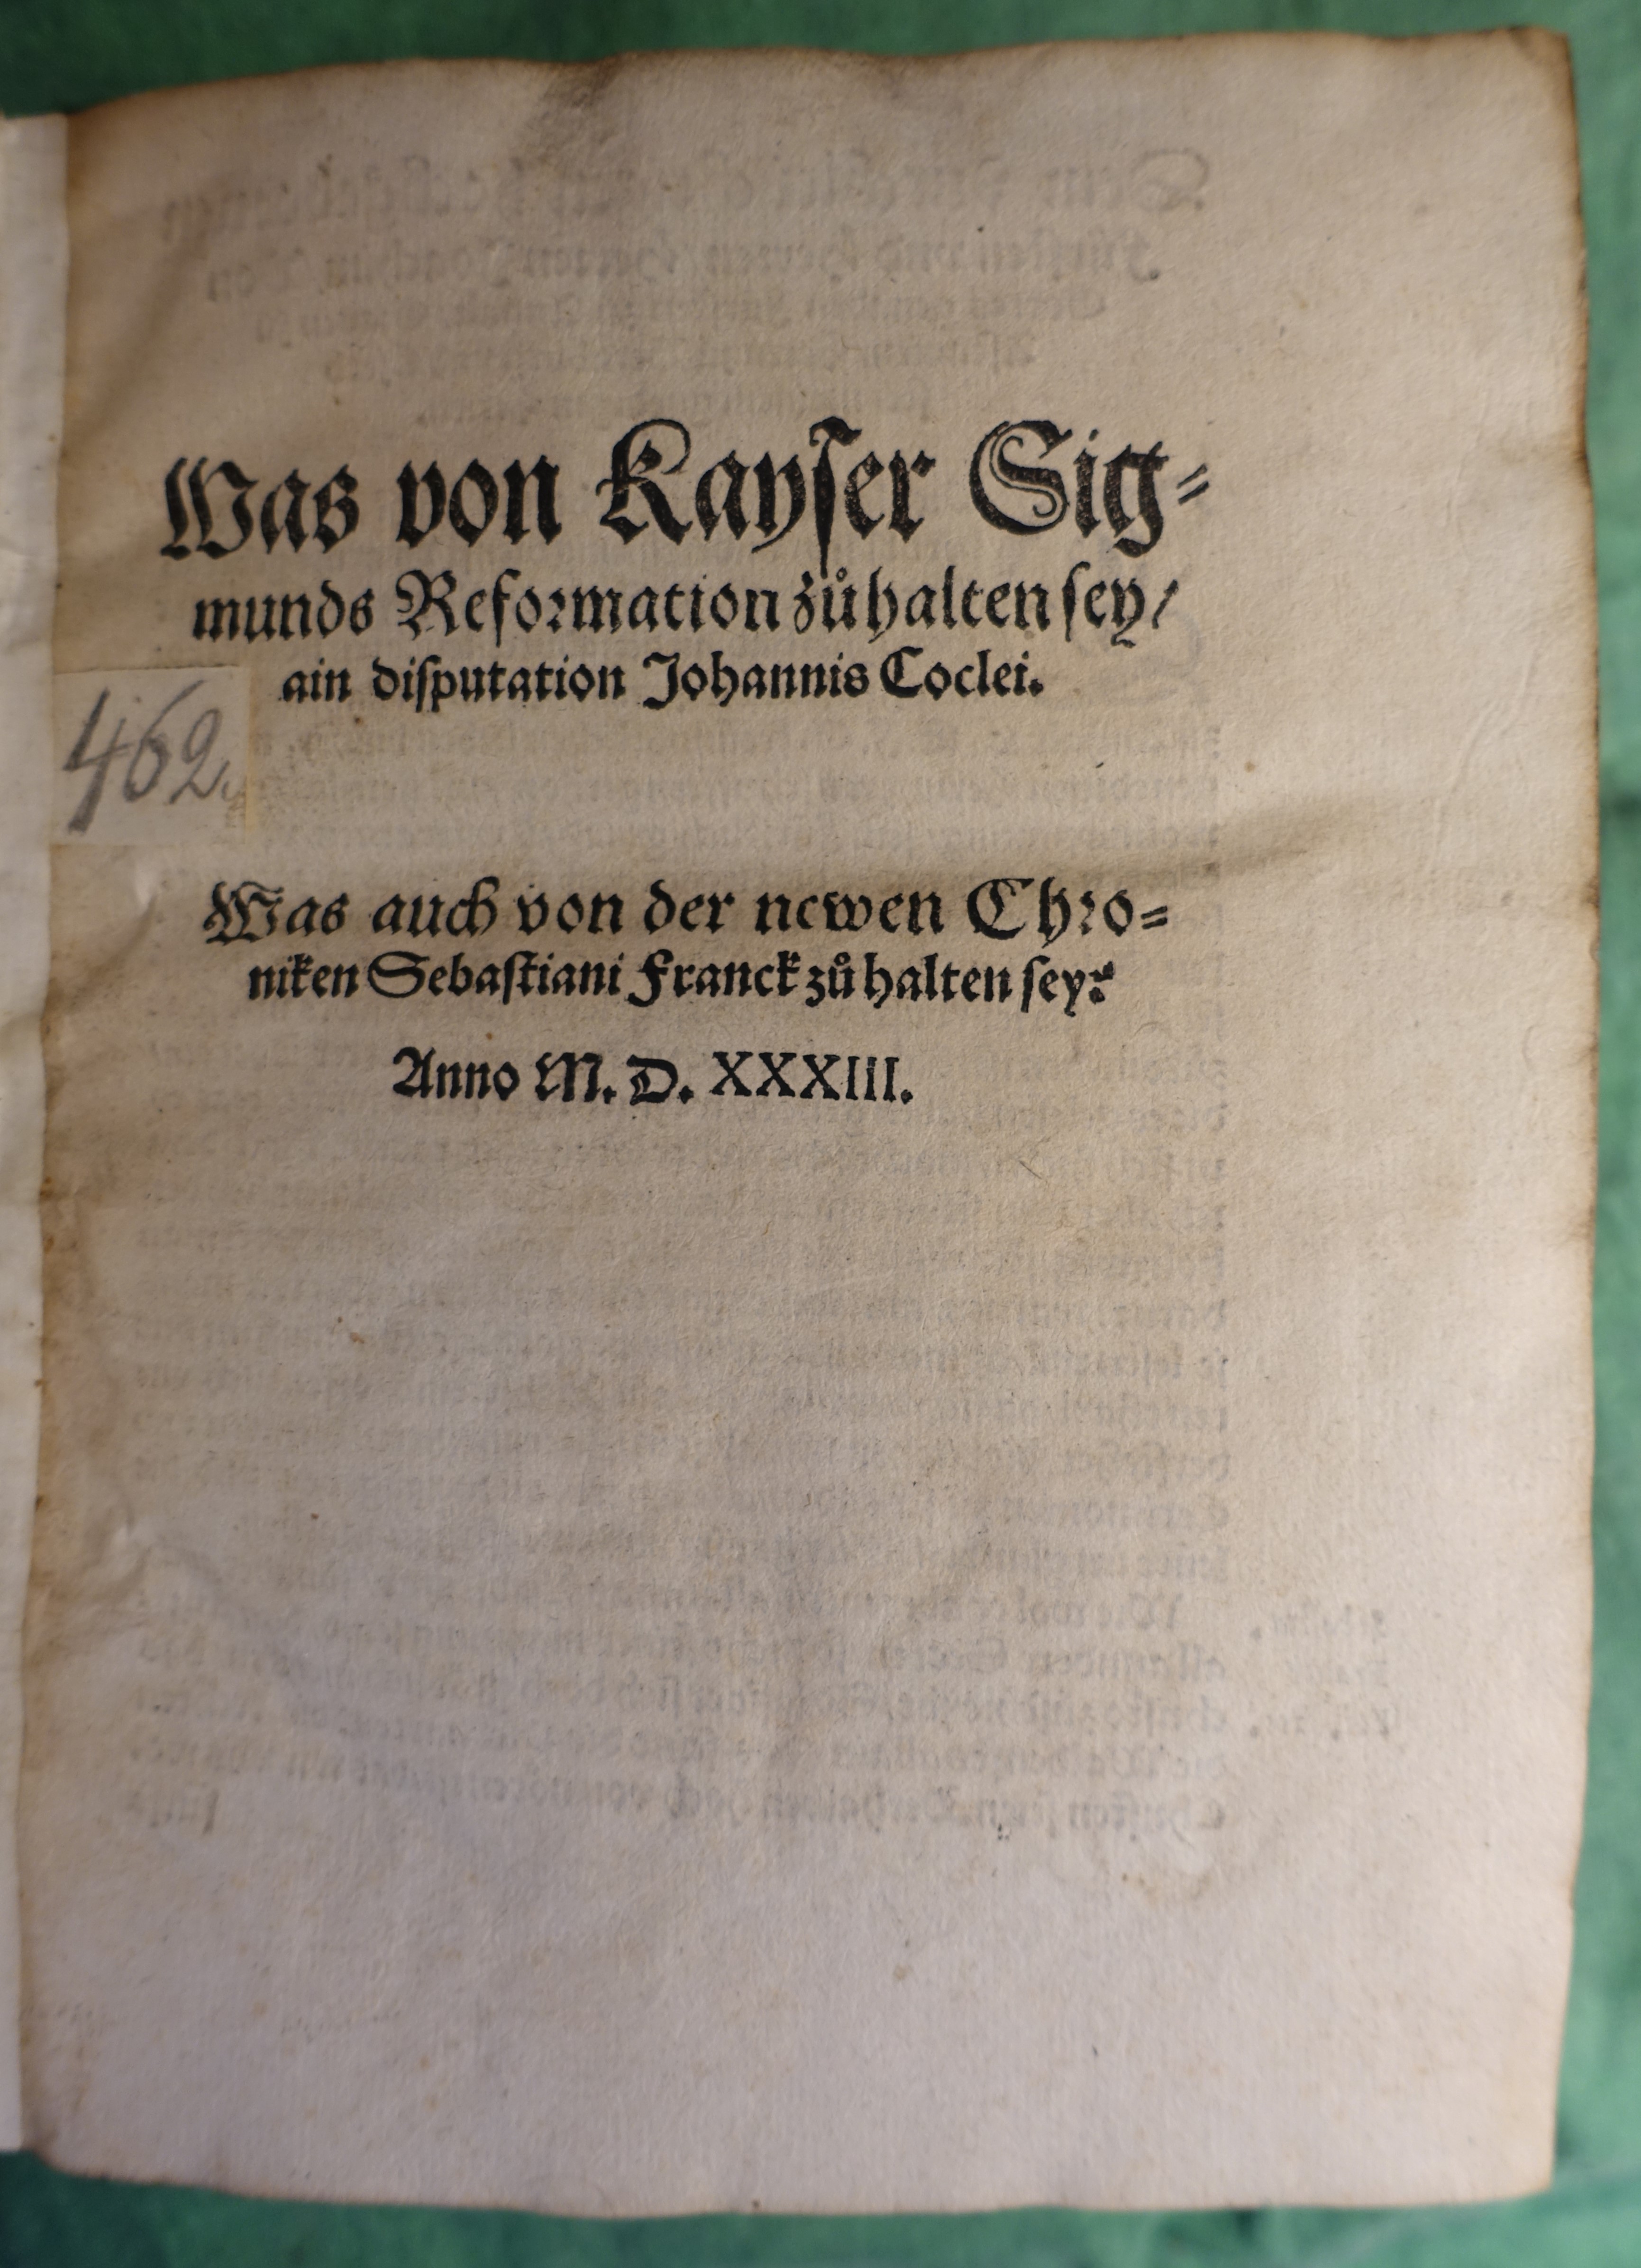 Was von Kayſer Sig⸗
munds Reformation zů halten ſey/
ain diſputation Johannis Coclei.
462.
Was auch von der newen Chro⸗
niken Sebaſtiani Franck zů halten ſey?
Anno M. D. XXXIII.